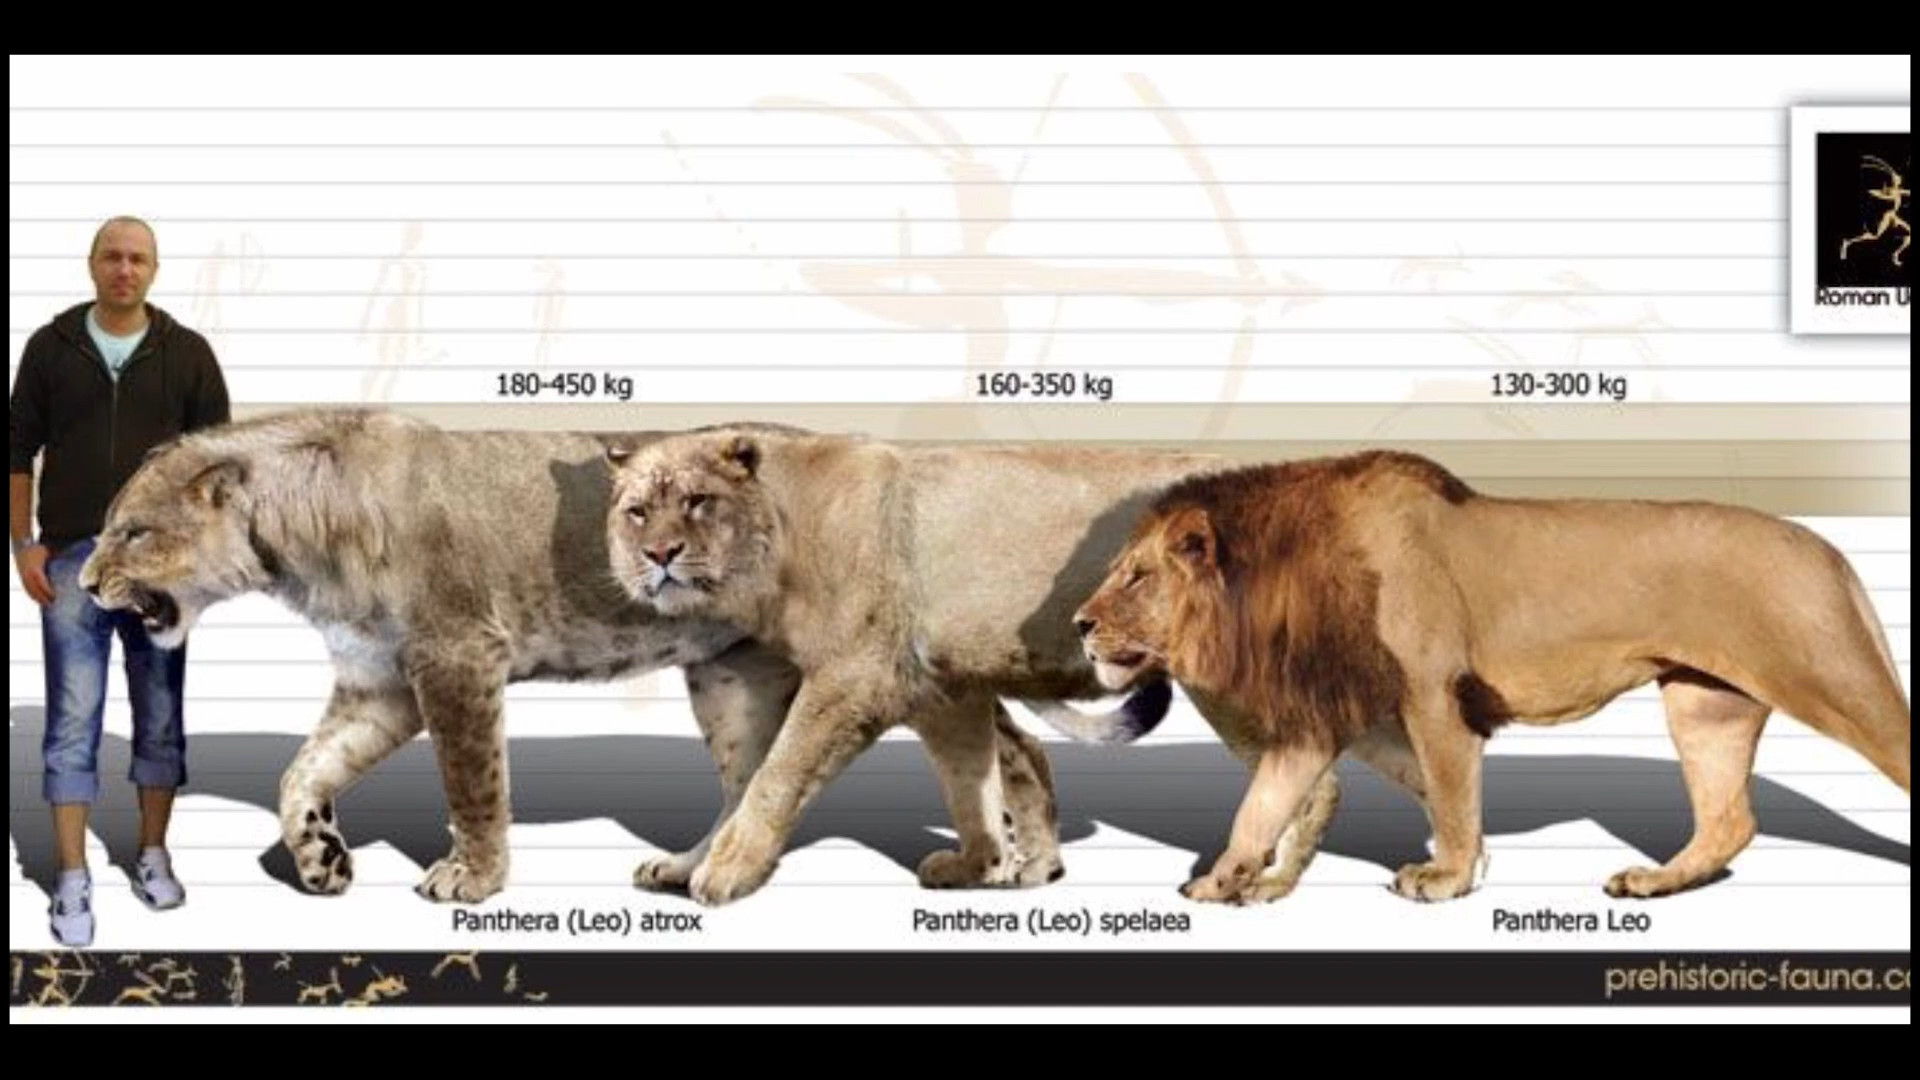 Roman U
180-450 kg
160-350 kg
130-300 kg
Panthera (Leo) atrox
Panthera (Leo) spelaea
Panthera Leo
prehistoric-fauna.co